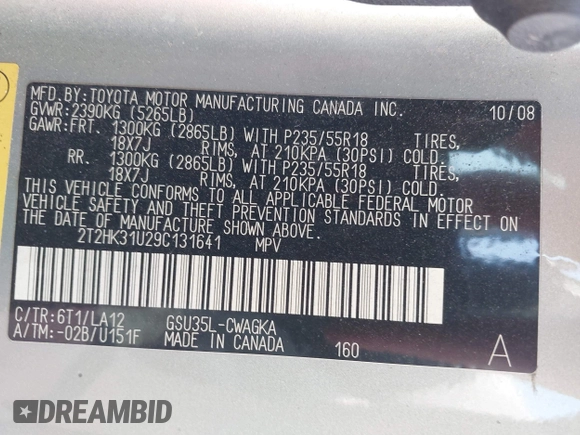 MFD.BY:TOYOTA MOTOR MANUFACTURING CANADA INC. 10/08
GVWR:2390KG (5265LB)
GAWR:FRT. 1300KG (2865LB) WITH P235/55R18 TIRES,
18X7J RIMS, AT 210KPA (30PSI) COLD.
RR. 1300KG (2865LB) WITH P235/55R18 TIRES,
18X7J RIMS, AT 210KPA (30PSI) COLD.
THIS VEHICLE CONFORMS TO ALL APPLICABLE FEDERAL MOTOR
VEHICLE SAFETY AND THEFT PREVENTION STANDARDS IN EFFECT
ON THE DATE OF MANUFACTURE SHOWN ABOVE.
2T2HK31U29C131641 MPV
C/TR:6T1/LA12 GSU35L-CWAGKA
A/TM:-02B/U151F MADE IN CANADA 160 A
DREAMBID